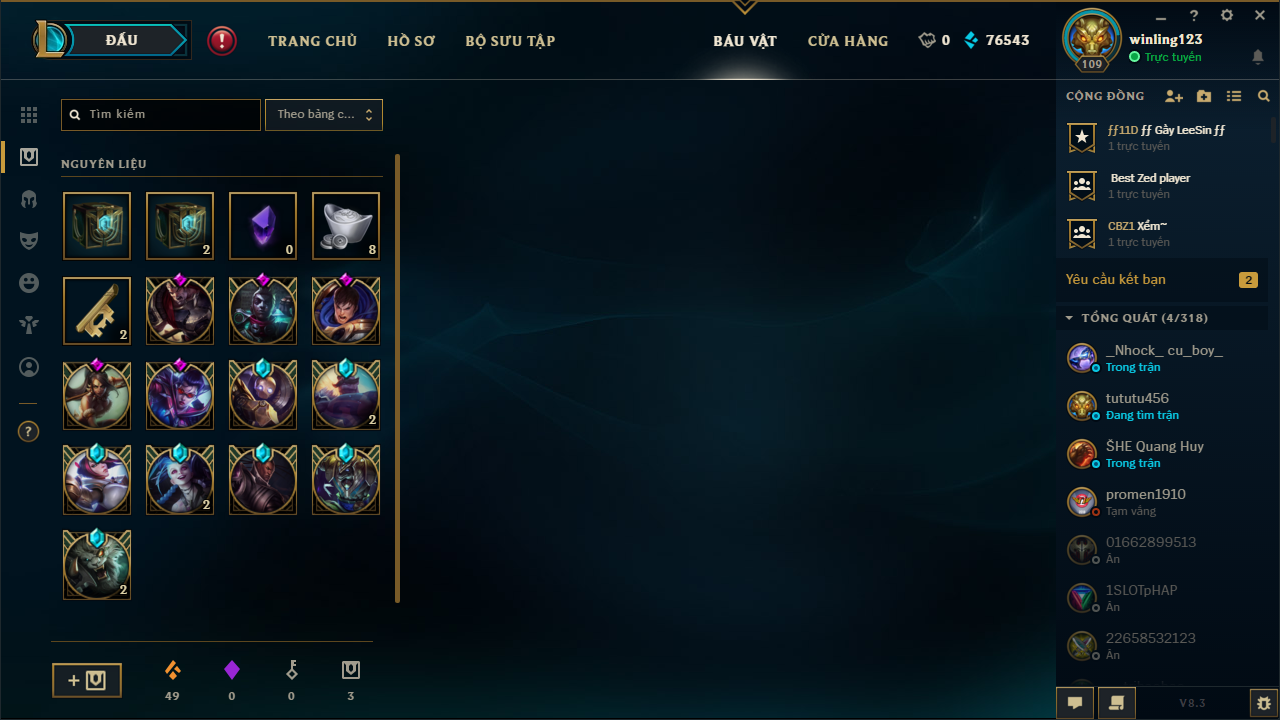 ĐẤU
TRANG CHỦ
HỒ SƠ
BỘ SƯU TẬP
BÁU VẬT
CỬA HÀNG
0
76543
109
winling123
Trực tuyến
Tìm kiếm
Theo bảng c...
NGUYÊN LIỆU
2
0
8
2
2
2
2
49
0
0
3
CỘNG ĐỒNG
ƒƒ11D ƒƒ Gầy LeeSin ƒƒ
1 trực tuyến
Best Zed player
1 trực tuyến
CBZ1 Xểm~
1 trực tuyến
Yêu cầu kết bạn
2
TỔNG QUÁT (4/318)
_Nhock_ cu_boy_
Trong trận
tututu456
Đang tìm trận
ŠHE Quang Huy
Trong trận
promen1910
Tạm vắng
01662899513
Ẩn
1SLOTpHAP
Ẩn
22658532123
Ẩn
V8.3